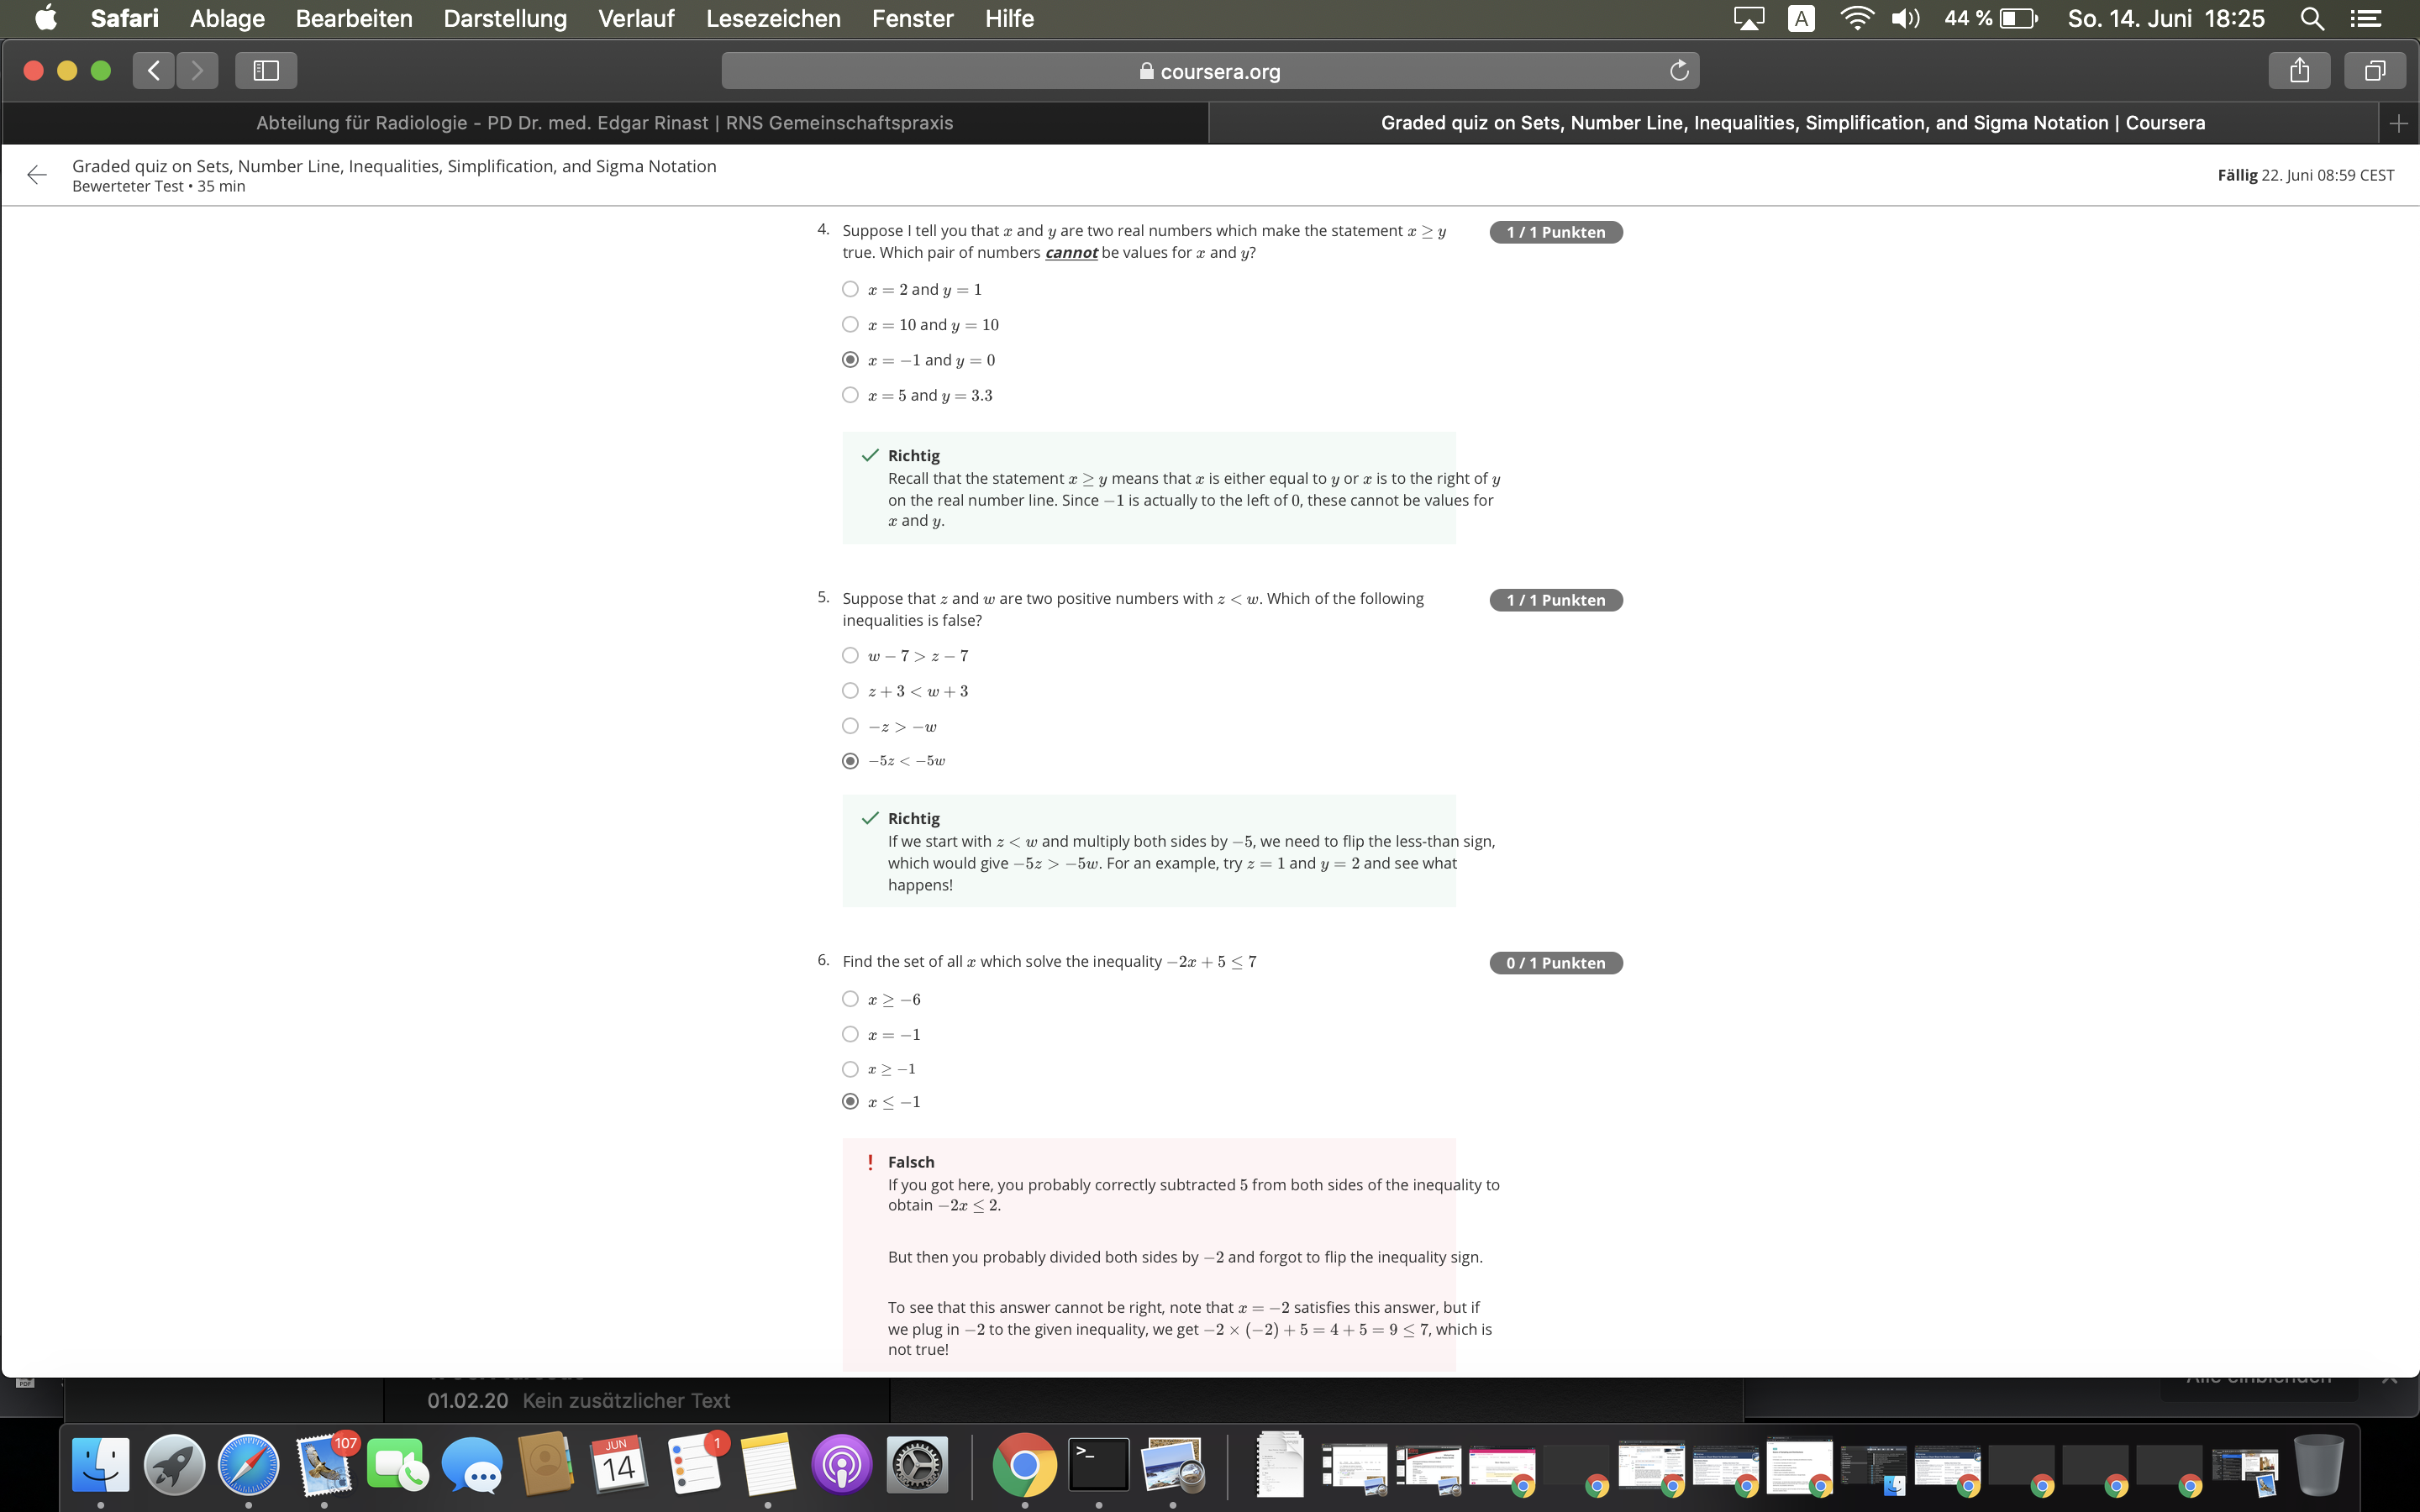 Safari Ablage Bearbeiten Darstellung Verlauf Lesezeichen Fenster Hilfe A 44 % So. 14. Juni 18:25
coursera.org
Abteilung für Radiologie - PD Dr. med. Edgar Rinast | RNS Gemeinschaftspraxis
Graded quiz on Sets, Number Line, Inequalities, Simplification, and Sigma Notation | Coursera
Graded quiz on Sets, Number Line, Inequalities, Simplification, and Sigma Notation
Bewerteter Test • 35 min
Fällig 22. Juni 08:59 CEST
4. Suppose I tell you that x and y are two real numbers which make the statement x ≥ y
true. Which pair of numbers cannot be values for x and y?
1 / 1 Punkten
x = 2 and y = 1
x = 10 and y = 10
x = −1 and y = 0
x = 5 and y = 3.3
Richtig
Recall that the statement x ≥ y means that x is either equal to y or x is to the right of y
on the real number line. Since −1 is actually to the left of 0, these cannot be values for
x and y.
5. Suppose that z and w are two positive numbers with z < w. Which of the following
inequalities is false?
1 / 1 Punkten
w − 7 > z − 7
z + 3 < w + 3
−z > −w
−5z < −5w
Richtig
If we start with z < w and multiply both sides by −5, we need to flip the less-than sign,
which would give −5z > −5w. For an example, try z = 1 and y = 2 and see what
happens!
6. Find the set of all x which solve the inequality −2x + 5 ≤ 7
0 / 1 Punkten
x ≥ −6
x = −1
x ≥ −1
x ≤ −1
! Falsch
If you got here, you probably correctly subtracted 5 from both sides of the inequality to
obtain −2x ≤ 2.
But then you probably divided both sides by −2 and forgot to flip the inequality sign.
To see that this answer cannot be right, note that x = −2 satisfies this answer, but if
we plug in −2 to the given inequality, we get −2 × (−2) + 5 = 4 + 5 = 9 ≤ 7, which is
not true!
Alle einblenden
01.02.20 Kein zusätzlicher Text
107
JUN
14
1
>_